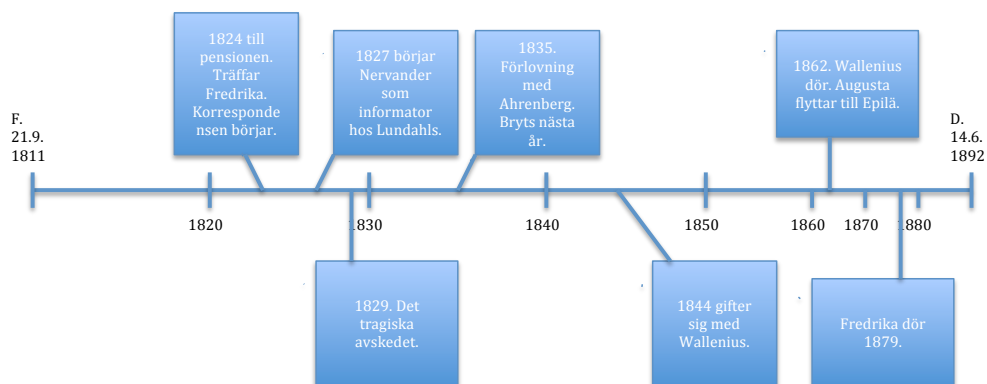 1824 till
pensionen.
Träffar
Fredrika.
Korresponde
nsen börjar.
1827 börjar
Nervander
som
informator
hos Lundahls.
1835.
Förlovning
med
Ahrenberg.
Bryts nästa
år.
1862. Wallenius
dör. Augusta
flyttar till Epilä.
F.
21.9.
1811
D.
14.6.
1892
1820
1830
1840
1850
1860
1870
1880
1829. Det
tragiska
avskedet.
1844 gifter
sig med
Wallenius.
Fredrika dör
1879.